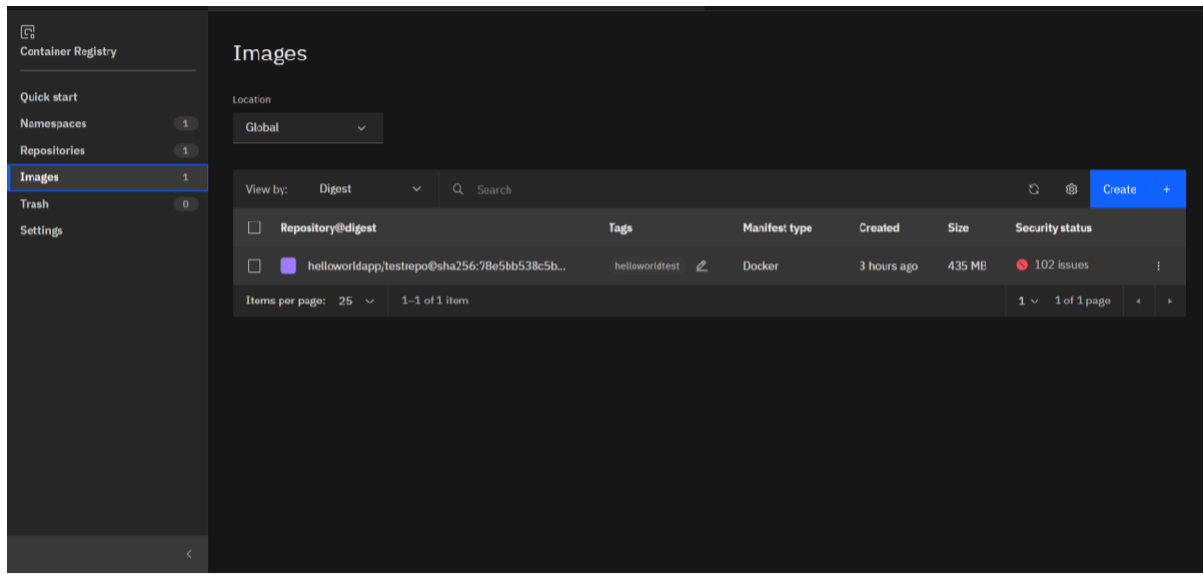 Container Registry
Quick start
Namespaces 1
Repositories 1
Images 1
Trash 0
Settings
Images
Location
Global
View by: Digest Search Create +
Repository@digest Tags Manifest type Created Size Security status
helloworldapp/testrepo@sha256:78e5bb538c5b... helloworldtest Docker 3 hours ago 435 MB 102 issues
Items per page: 25 1–1 of 1 item 1 1 of 1 page